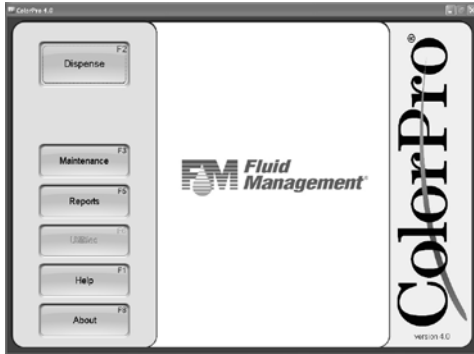 ColorPro 4.0
F2
Dispense
F3
Maintenance
F5
Reports
Utilities
F1
Help
About
FM Fluid
Management®
ColorPro®
version 4.0